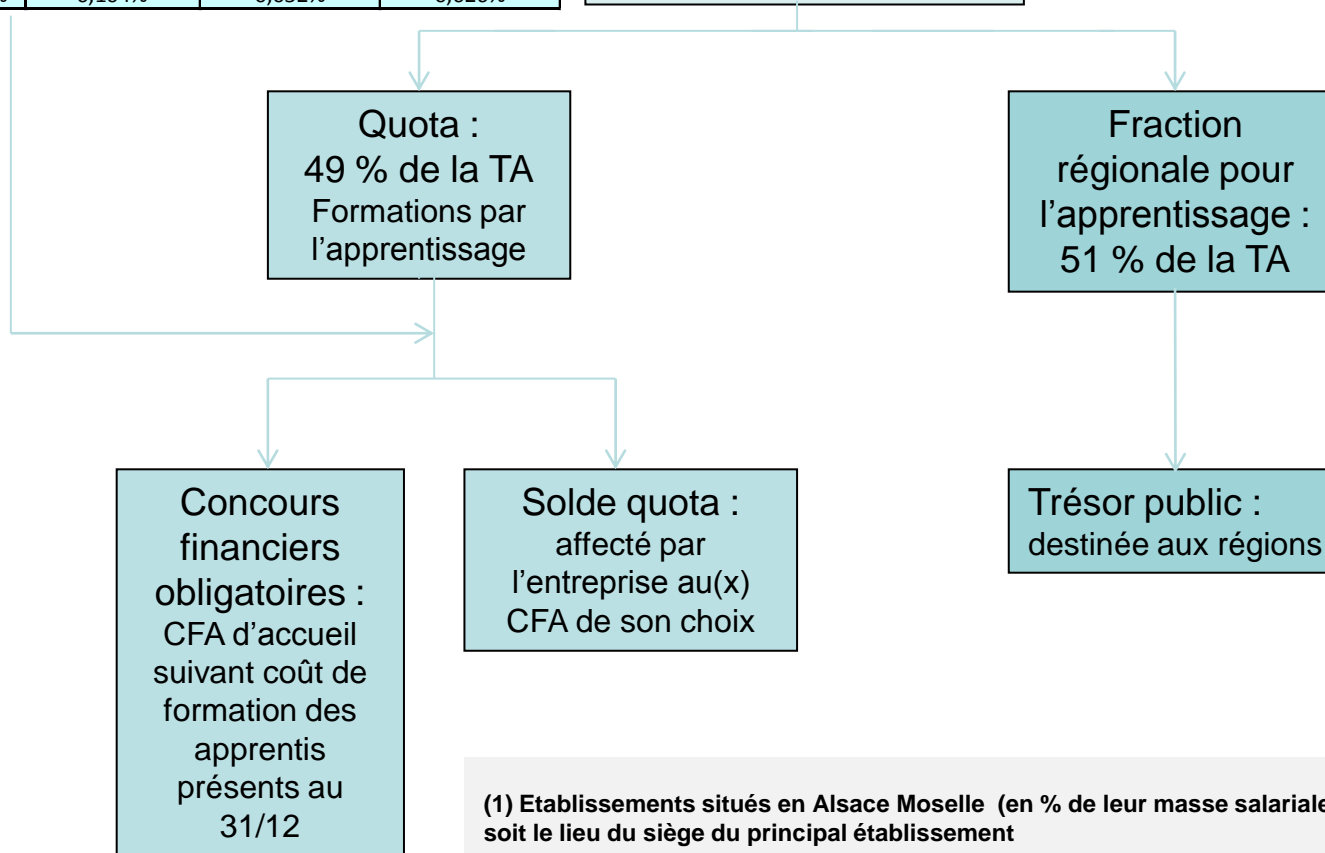 Quota :
49 % de la TA
Formations par
l’apprentissage
Fraction
régionale pour
l’apprentissage :
51 % de la TA
Concours
financiers
obligatoires :
CFA d’accueil
suivant coût de
formation des
apprentis
présents au
31/12
Solde quota :
affecté par
l’entreprise au(x)
CFA de son choix
Trésor public :
destinée aux régions
(1) Etablissements situés en Alsace Moselle (en % de leur masse salariale
soit le lieu du siège du principal établissement